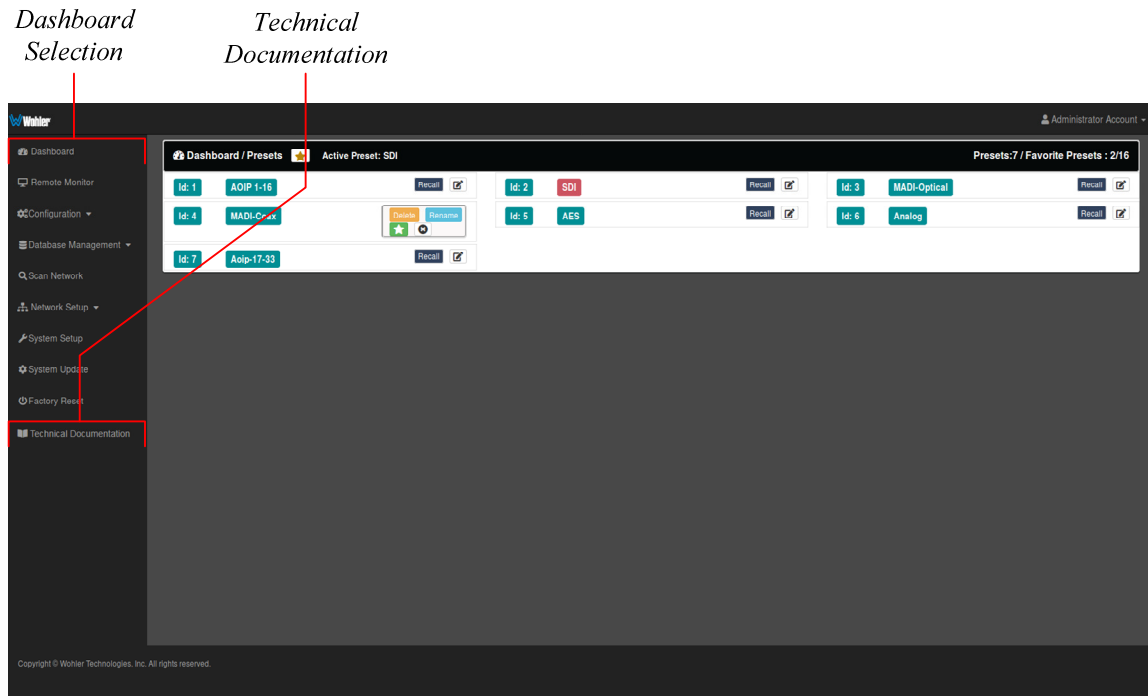 Dashboard
Selection
Technical
Documentation
Wohler
Administrator Account
Dashboard
Remote Monitor
Configuration
Database Management
Scan Network
Network Setup
System Setup
System Update
Factory Reset
Technical Documentation
Dashboard / Presets Active Preset: SDI Presets:7 / Favorite Presets : 2/16
Id: 1 AOIP 1-16 Recall Id: 2 SDI Recall Id: 3 MADI-Optical Recall
Id: 4 MADI-Coax Delete Rename Id: 5 AES Recall Id: 6 Analog Recall
Id: 7 Aoip-17-33 Recall
Copyright © Wohler Technologies. Inc. All rights reserved.